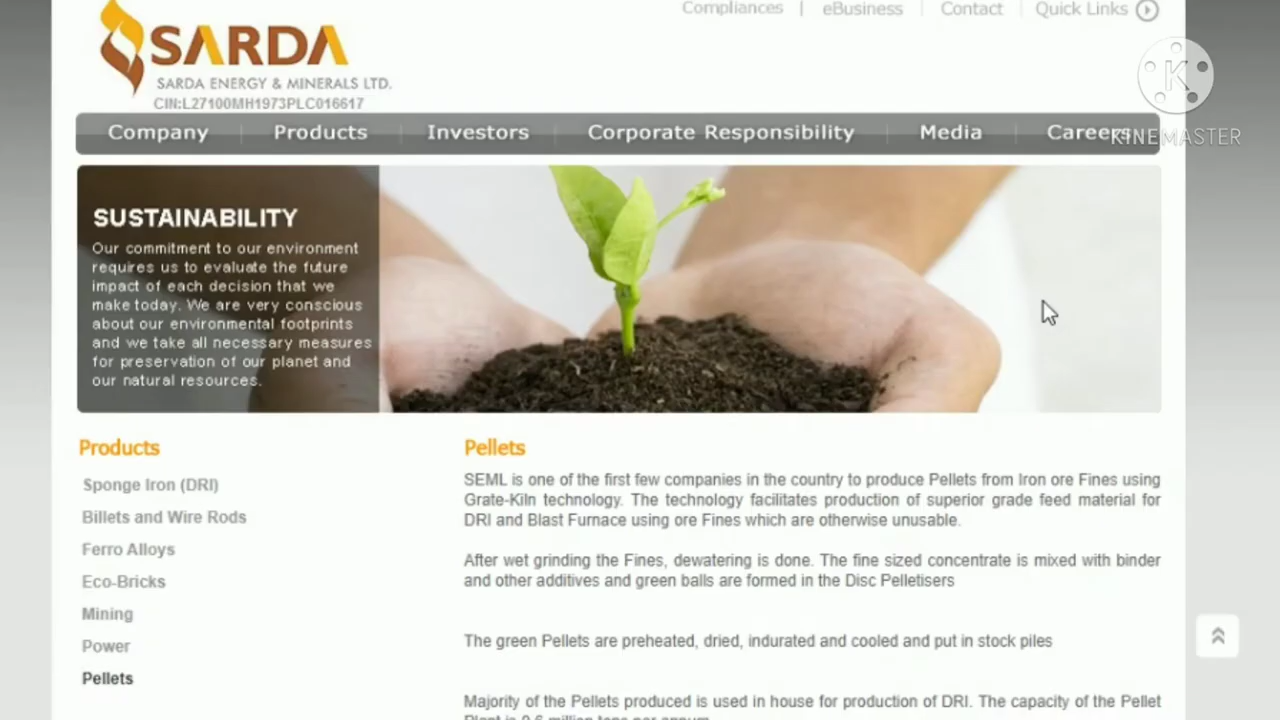 Compliances | eBusiness | Contact | Quick Links
SARDA
SARDA ENERGY & MINERALS LTD.
CIN:L27100MH1973PLC016617
K
KINEMASTER
Company | Products | Investors | Corporate Responsibility | Media | Careers
SUSTAINABILITY
Our commitment to our environment
requires us to evaluate the future
impact of each decision that we
make today. We are very conscious
about our environmental footprints
and we take all necessary measures
for preservation of our planet and
our natural resources.
Products
Sponge Iron (DRI)
Billets and Wire Rods
Ferro Alloys
Eco-Bricks
Mining
Power
Pellets
Pellets
SEML is one of the first few companies in the country to produce Pellets from Iron ore Fines using
Grate-Kiln technology. The technology facilitates production of superior grade feed material for
DRI and Blast Furnace using ore Fines which are otherwise unusable.
After wet grinding the Fines, dewatering is done. The fine sized concentrate is mixed with binder
and other additives and green balls are formed in the Disc Pelletisers
The green Pellets are preheated, dried, indurated and cooled and put in stock piles
Majority of the Pellets produced is used in house for production of DRI. The capacity of the Pellet
Plant is 0.6 million tons per annum